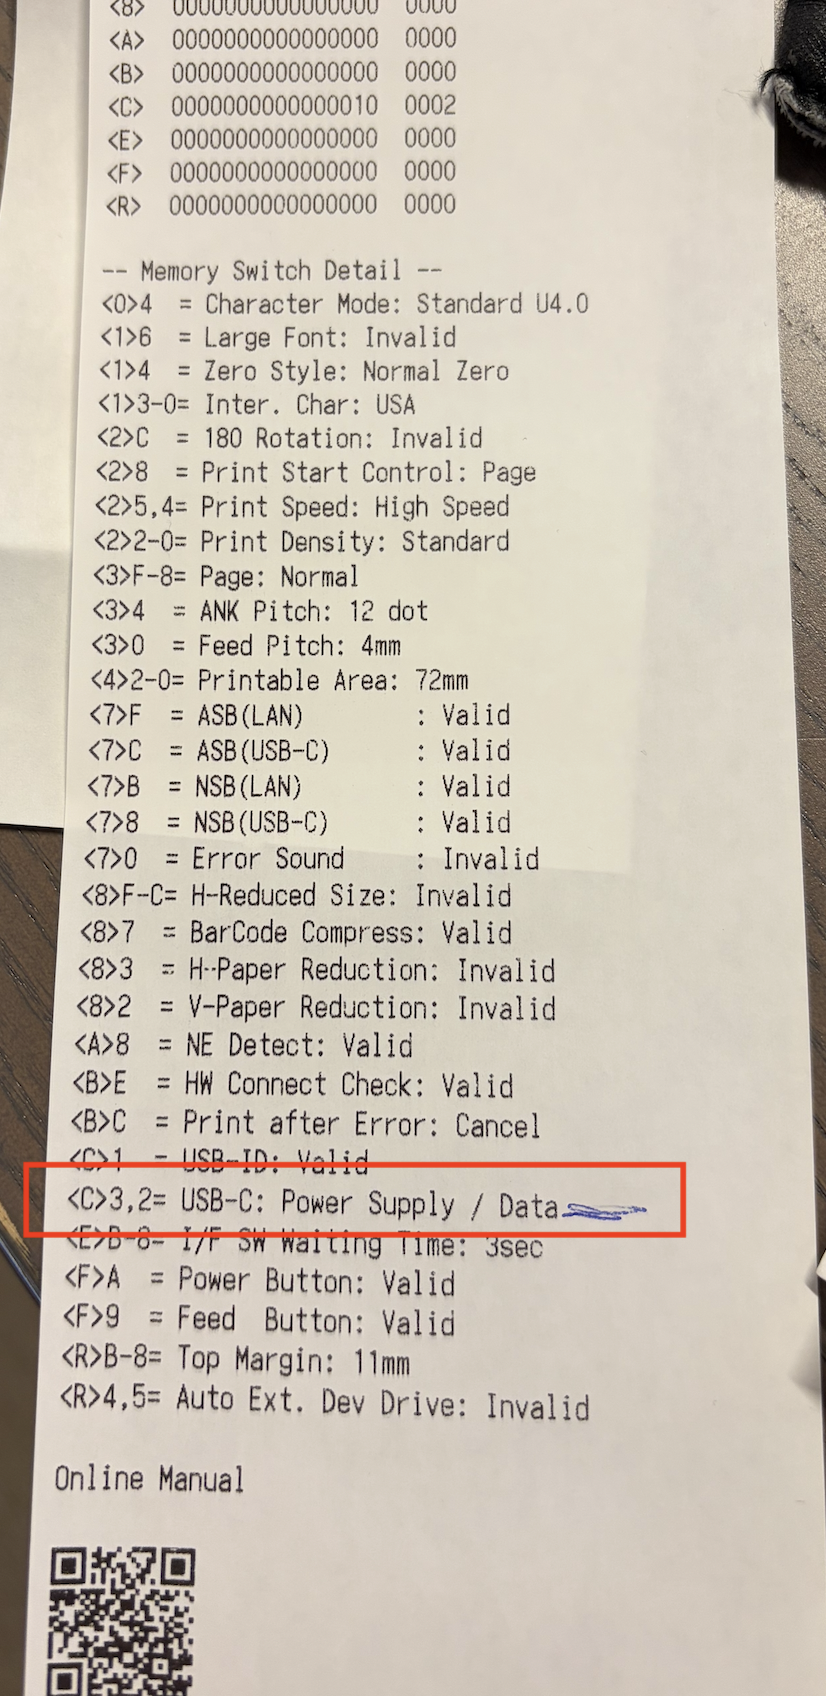 <8> 0000000000000000 0000
<A> 0000000000000000 0000
<B> 0000000000000000 0000
<C> 0000000000000010 0002
<E> 0000000000000000 0000
<F> 0000000000000000 0000
<R> 0000000000000000 0000
-- Memory Switch Detail --
<0>4 = Character Mode: Standard U4.0
<1>6 = Large Font: Invalid
<1>4 = Zero Style: Normal Zero
<1>3-0= Inter. Char: USA
<2>C = 180 Rotation: Invalid
<2>8 = Print Start Control: Page
<2>5,4= Print Speed: High Speed
<2>2-0= Print Density: Standard
<3>F-8= Page: Normal
<3>4 = ANK Pitch: 12 dot
<3>0 = Feed Pitch: 4mm
<4>2-0= Printable Area: 72mm
<7>F = ASB(LAN) : Valid
<7>C = ASB(USB-C) : Valid
<7>B = NSB(LAN) : Valid
<7>8 = NSB(USB-C) : Valid
<7>0 = Error Sound : Invalid
<8>F-C= H-Reduced Size: Invalid
<8>7 = BarCode Compress: Valid
<8>3 = H-Paper Reduction: Invalid
<8>2 = V-Paper Reduction: Invalid
<A>8 = NE Detect: Valid
<B>E = HW Connect Check: Valid
<B>C = Print after Error: Cancel
<C>1 = USB-ID: Valid
<C>3,2= USB-C: Power Supply / Data
<E>B-8= I/F SW Waiting Time: 3sec
<F>A = Power Button: Valid
<F>9 = Feed Button: Valid
<R>B-8= Top Margin: 11mm
<R>4,5= Auto Ext. Dev Drive: Invalid
Online Manual